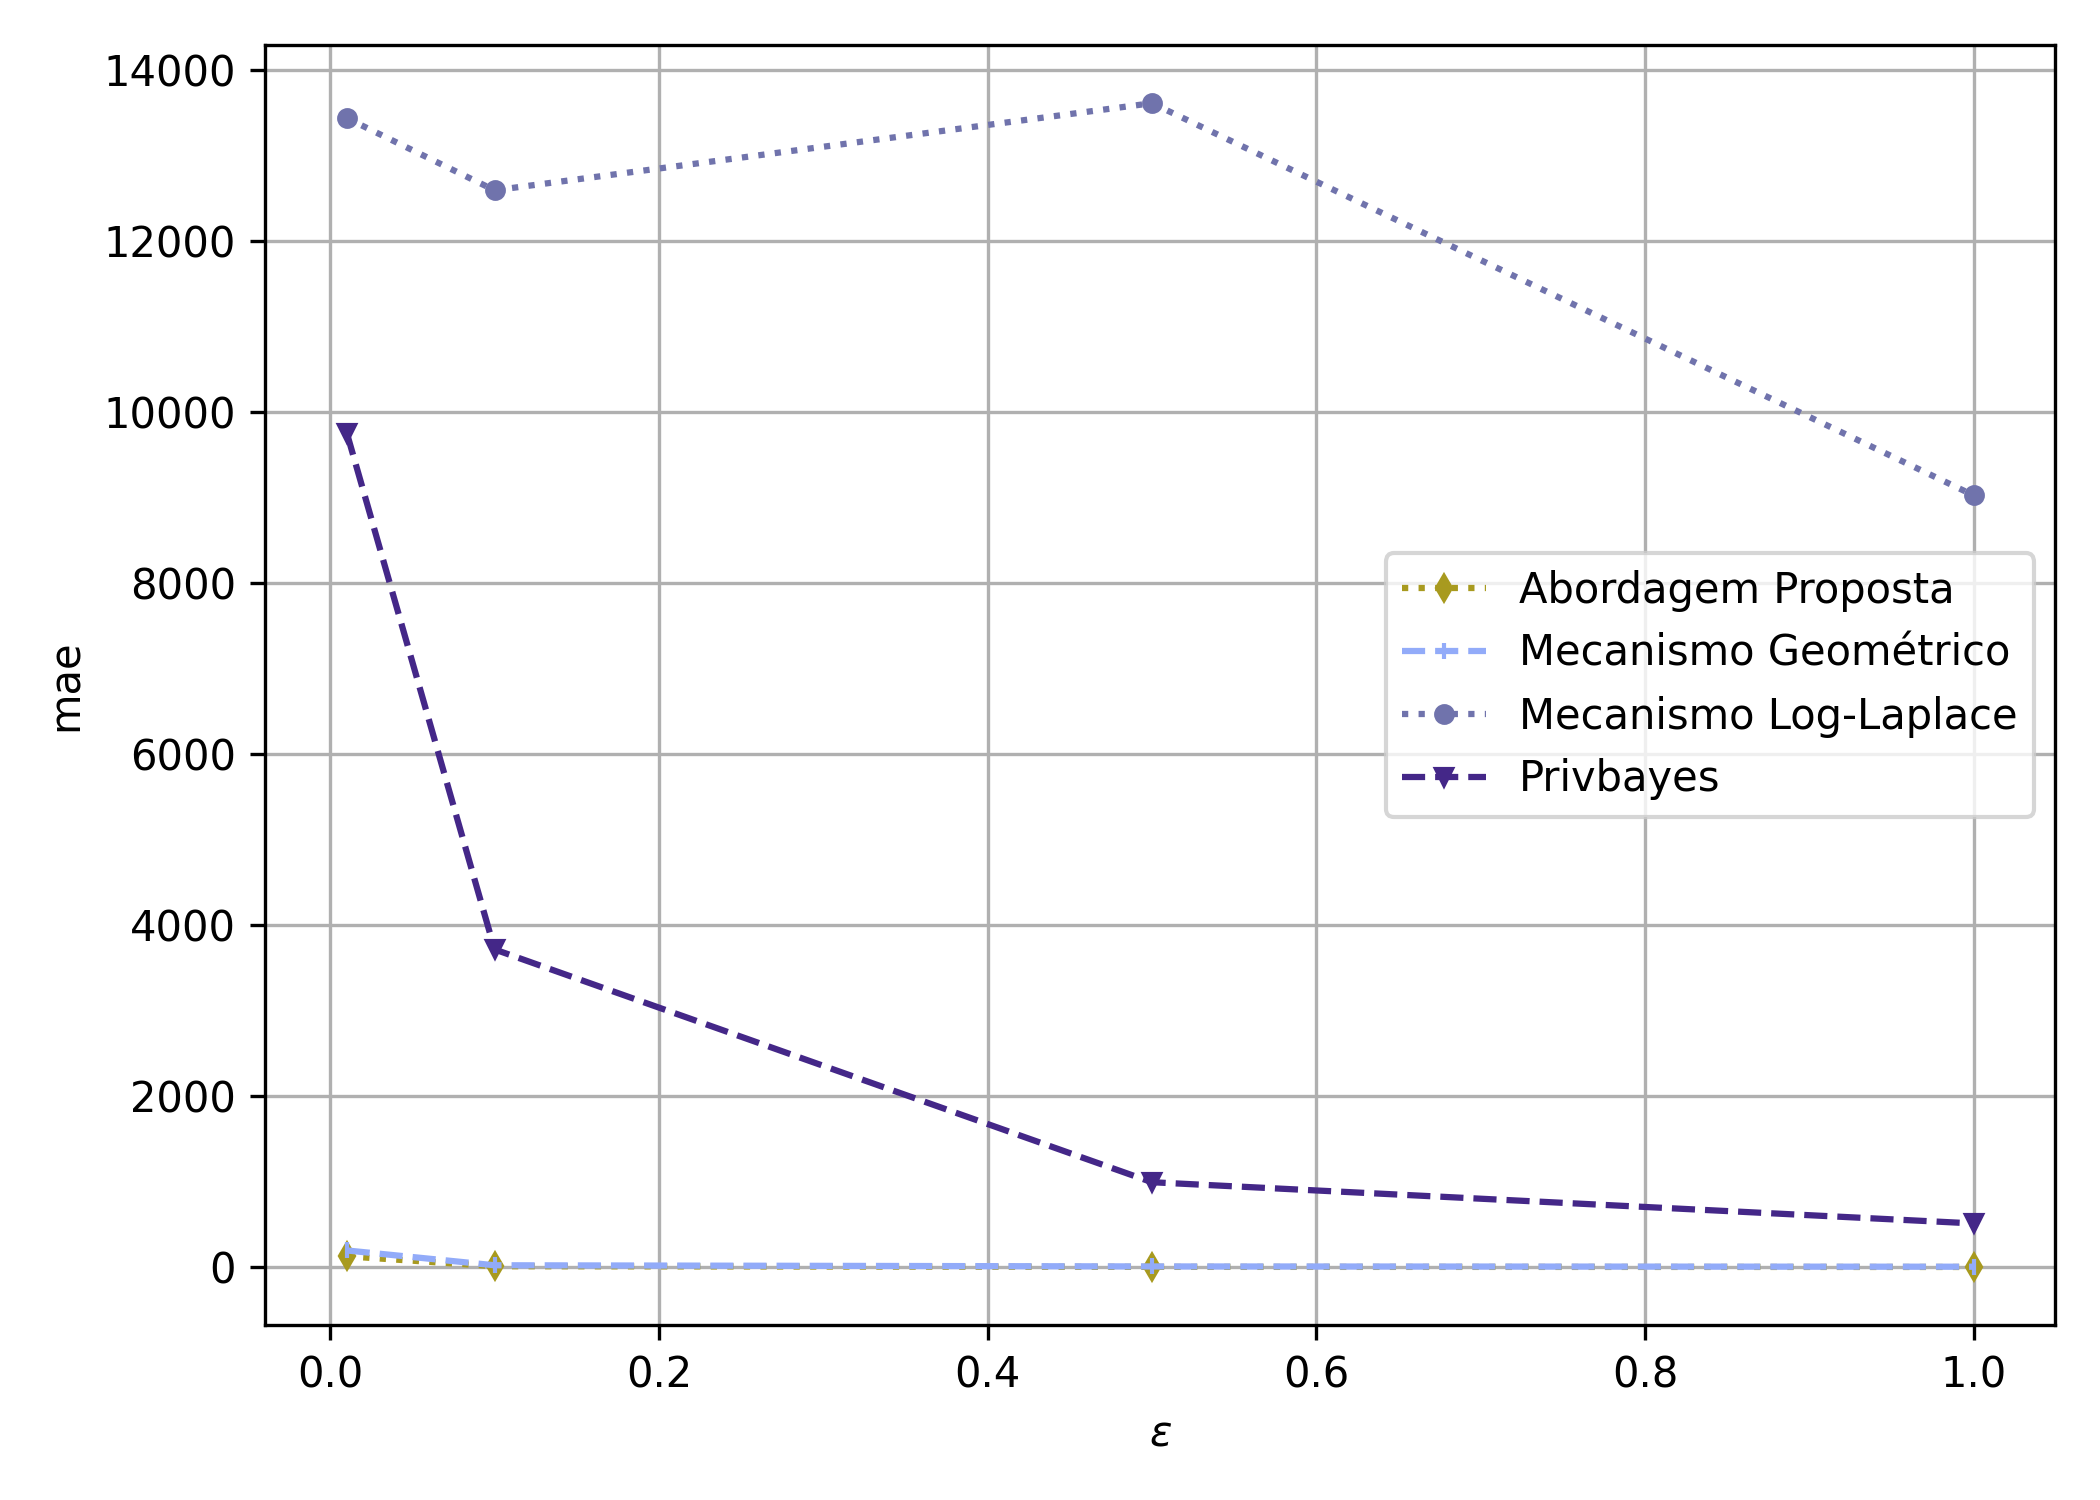 14000
12000
10000
8000
6000
4000
2000
0
mae
Abordagem Proposta
Mecanismo Geométrico
Mecanismo Log-Laplace
Privbayes
0.0 0.2 0.4 0.6 0.8 1.0
ε